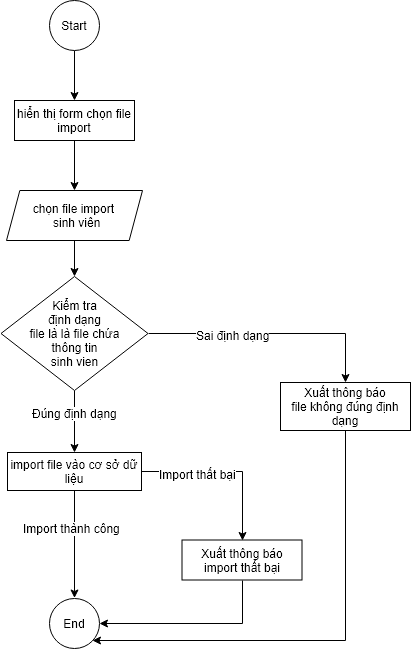 Start
hiển thị form chọn file
import
chọn file import
sinh viên
Kiểm tra
định dạng
file là là file chứa
thông tin
sinh vien
Sai định dạng
Xuất thông báo
file không đúng định
dạng
Đúng định dạng
import file vào cơ sở dữ
liệu
Import thất bại
Import thành công
Xuất thông báo
import thất bại
End